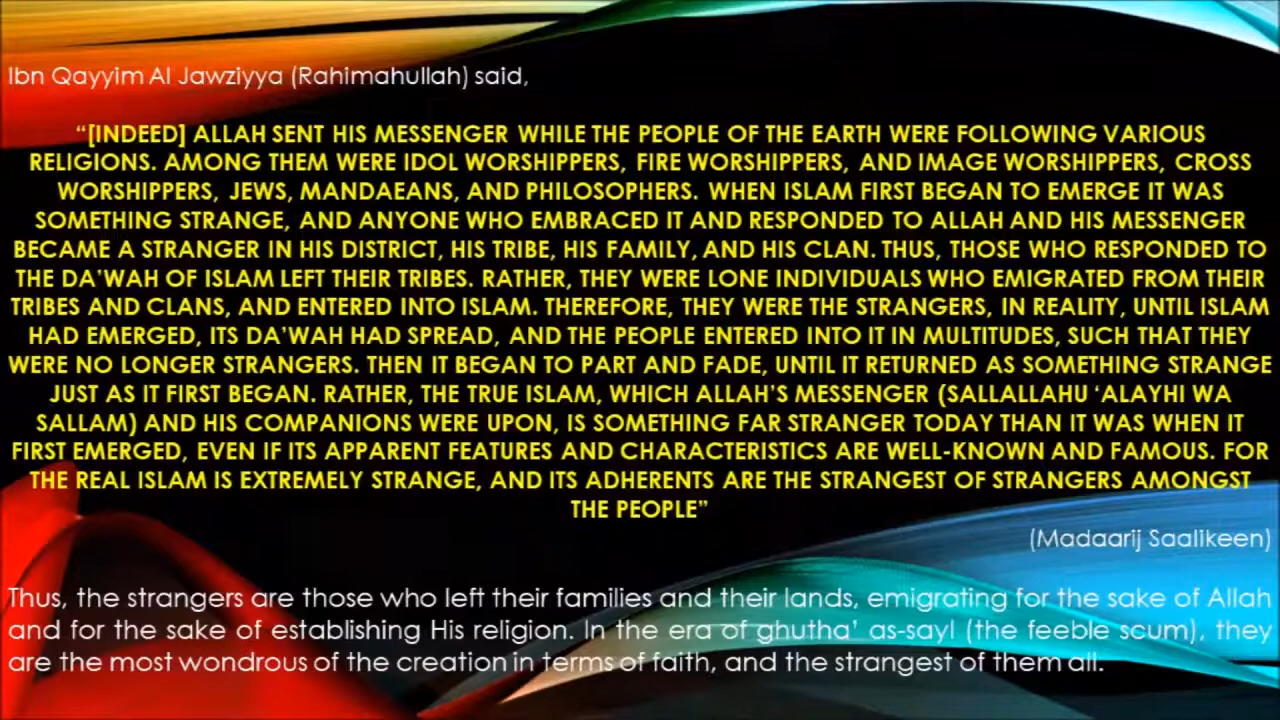 Ibn Qayyim Al Jawziyya (Rahimahullah) said,
“[INDEED] ALLAH SENT HIS MESSENGER WHILE THE PEOPLE OF THE EARTH WERE FOLLOWING VARIOUS
RELIGIONS. AMONG THEM WERE IDOL WORSHIPPERS, FIRE WORSHIPPERS, AND IMAGE WORSHIPPERS, CROSS
WORSHIPPERS, JEWS, MANDAEANS, AND PHILOSOPHERS. WHEN ISLAM FIRST BEGAN TO EMERGE IT WAS
SOMETHING STRANGE, AND ANYONE WHO EMBRACED IT AND RESPONDED TO ALLAH AND HIS MESSENGER
BECAME A STRANGER IN HIS DISTRICT, HIS TRIBE, HIS FAMILY, AND HIS CLAN. THUS, THOSE WHO RESPONDED TO
THE DA’WAH OF ISLAM LEFT THEIR TRIBES. RATHER, THEY WERE LONE INDIVIDUALS WHO EMIGRATED FROM THEIR
TRIBES AND CLANS, AND ENTERED INTO ISLAM. THEREFORE, THEY WERE THE STRANGERS, IN REALITY, UNTIL ISLAM
HAD EMERGED, ITS DA’WAH HAD SPREAD, AND THE PEOPLE ENTERED INTO IT IN MULTITUDES, SUCH THAT THEY
WERE NO LONGER STRANGERS. THEN IT BEGAN TO PART AND FADE, UNTIL IT RETURNED AS SOMETHING STRANGE
JUST AS IT FIRST BEGAN. RATHER, THE TRUE ISLAM, WHICH ALLAH’S MESSENGER (SALLALLAHU ‘ALAYHI WA
SALLAM) AND HIS COMPANIONS WERE UPON, IS SOMETHING FAR STRANGER TODAY THAN IT WAS WHEN IT
FIRST EMERGED, EVEN IF ITS APPARENT FEATURES AND CHARACTERISTICS ARE WELL-KNOWN AND FAMOUS. FOR
THE REAL ISLAM IS EXTREMELY STRANGE, AND ITS ADHERENTS ARE THE STRANGEST OF STRANGERS AMONGST
THE PEOPLE”
(Madaarij Saalikeen)
Thus, the strangers are those who left their families and their lands, emigrating for the sake of Allah
and for the sake of establishing His religion. In the era of ghutha’ as-sayl (the feeble scum), they
are the most wondrous of the creation in terms of faith, and the strangest of them all.